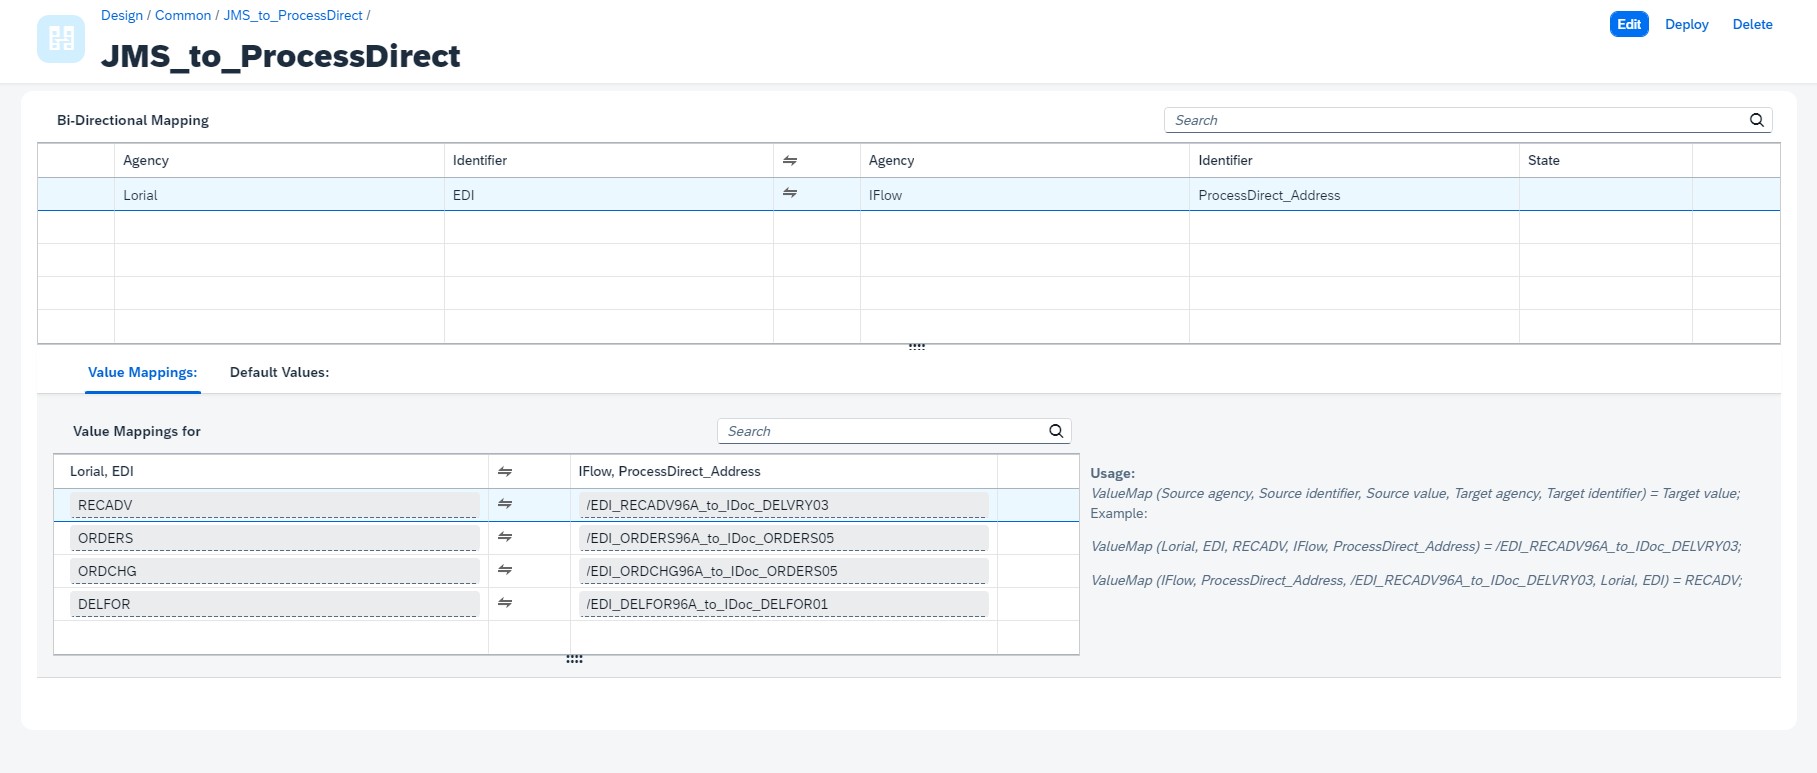 Design / Common / JMS_to_ProcessDirect /
JMS_to_ProcessDirect
Edit Deploy Delete
Bi-Directional Mapping
Search
Agency Identifier ⇌ Agency Identifier State
Lorial EDI ⇌ IFlow ProcessDirect_Address
Value Mappings: Default Values:
Value Mappings for
Search
Lorial, EDI ⇌ IFlow, ProcessDirect_Address
RECADV ⇌ /EDI_RECADV96A_to_IDoc_DELVRY03
ORDERS ⇌ /EDI_ORDERS96A_to_IDoc_ORDERS05
ORDCHG ⇌ /EDI_ORDCHG96A_to_IDoc_ORDERS05
DELFOR ⇌ /EDI_DELFOR96A_to_IDoc_DELFOR01
Usage:
ValueMap (Source agency, Source identifier, Source value, Target agency, Target identifier) = Target value;
Example:
ValueMap (Lorial, EDI, RECADV, IFlow, ProcessDirect_Address) = /EDI_RECADV96A_to_IDoc_DELVRY03;
ValueMap (IFlow, ProcessDirect_Address, /EDI_RECADV96A_to_IDoc_DELVRY03, Lorial, EDI) = RECADV;